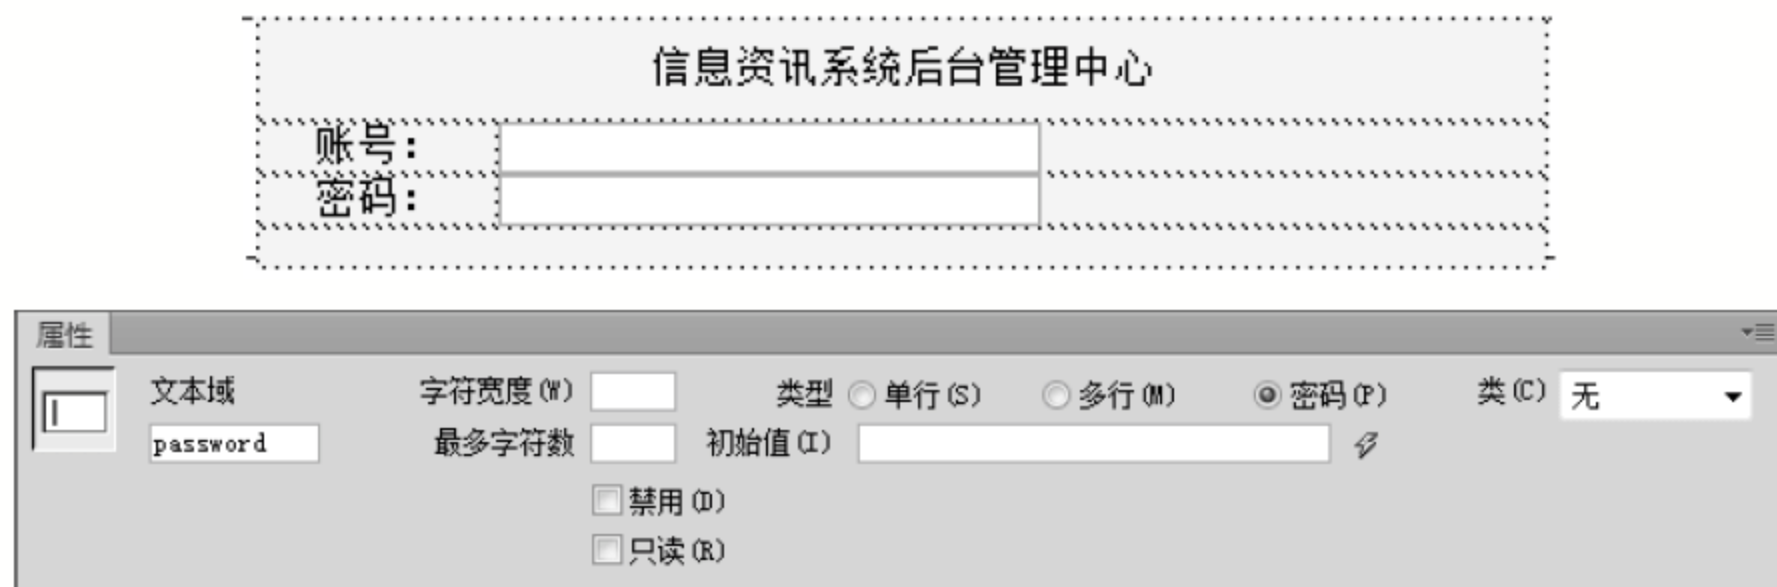 信息资讯系统后台管理中心
账号：
密码：
属性
文本域 字符宽度(W) 类型 单行(S) 多行(M) 密码(P) 类(C) 无
password 最多字符数 初始值(I)
禁用(D)
只读(R)